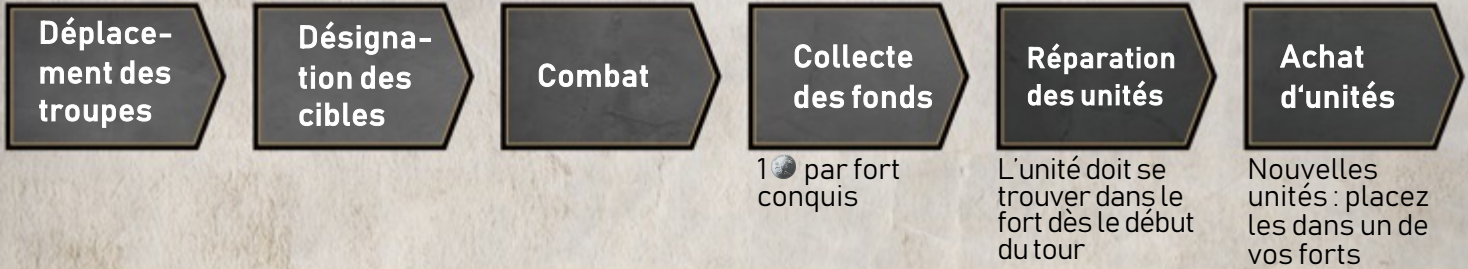 Déplace-
ment des
troupes
Désigna-
tion des
cibles
Combat
Collecte
des fonds
Réparation
des unités
Achat
d‘unités
1 par fort
conquis
L’unité doit se
trouver dans le
fort dès le début
du tour
Nouvelles
unités : placez
les dans un de
vos forts